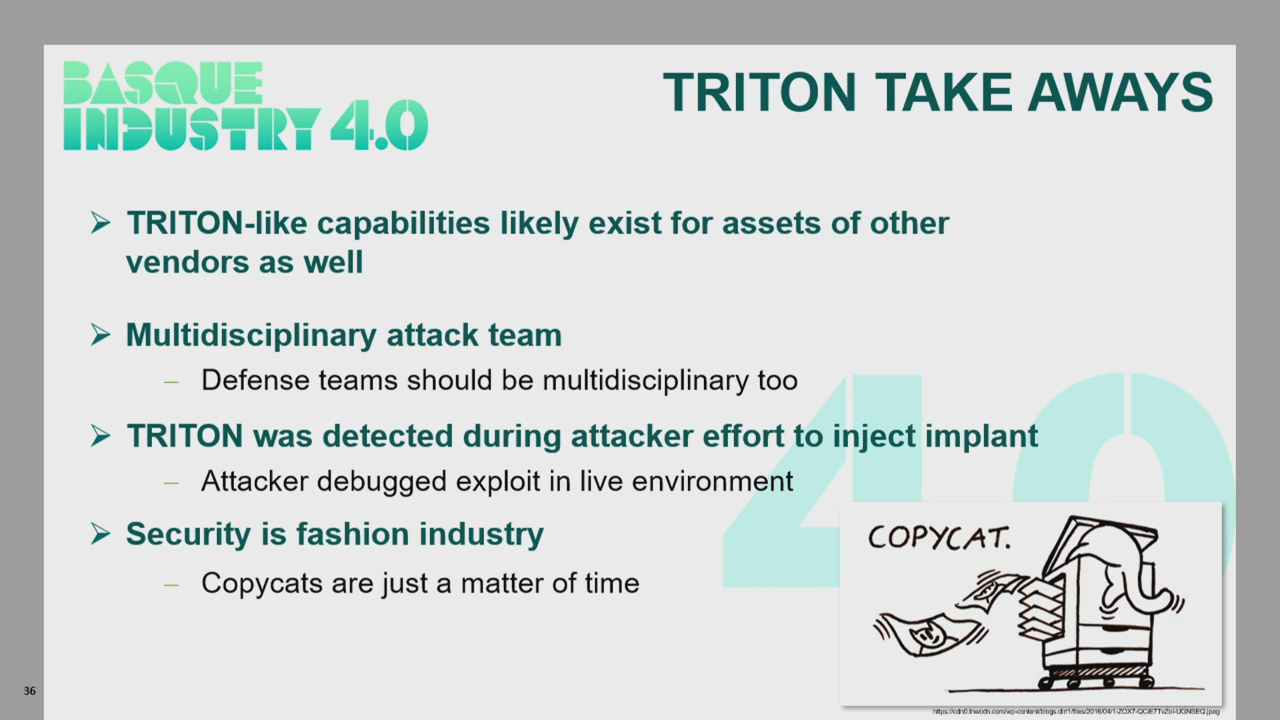 BASQUE
INDUSTRY 4.0
TRITON TAKE AWAYS
➢ TRITON-like capabilities likely exist for assets of other
vendors as well
➢ Multidisciplinary attack team
– Defense teams should be multidisciplinary too
➢ TRITON was detected during attacker effort to inject implant
– Attacker debugged exploit in live environment
➢ Security is fashion industry
– Copycats are just a matter of time
4.0
COPYCAT.
36